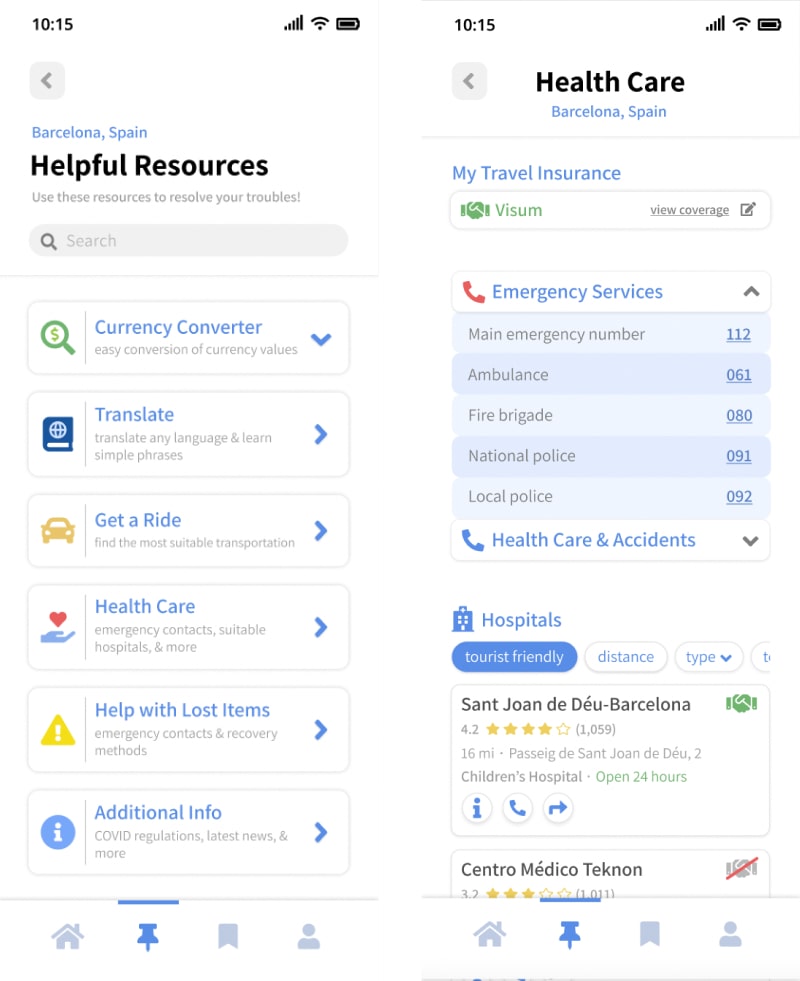 10:15
Barcelona, Spain
Helpful Resources
Use these resources to resolve your troubles!
Search
Currency Converter
easy conversion of currency values
Translate
translate any language & learn
simple phrases
Get a Ride
find the most suitable transportation
Health Care
emergency contacts, suitable
hospitals, & more
Help with Lost Items
emergency contacts & recovery
methods
Additional Info
COVID regulations, latest news, &
more
10:15
Health Care
Barcelona, Spain
My Travel Insurance
Visum view coverage
Emergency Services
Main emergency number 112
Ambulance 061
Fire brigade 080
National police 091
Local police 092
Health Care & Accidents
Hospitals
tourist friendly distance type
Sant Joan de Déu-Barcelona
4.2 (1,059)
16 mi · Passeig de Sant Joan de Déu, 2
Children's Hospital · Open 24 hours
Centro Médico Teknon
3.2 (1,011)